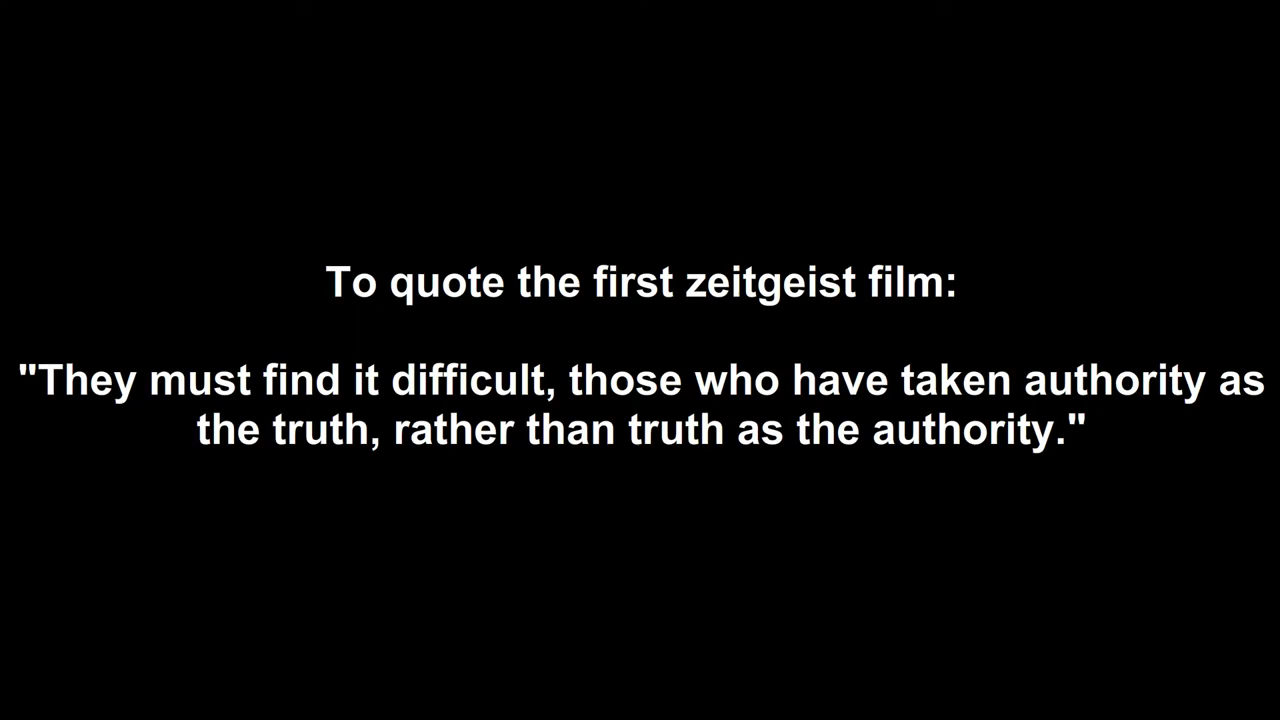 To quote the first zeitgeist film:
"They must find it difficult, those who have taken authority as
the truth, rather than truth as the authority."